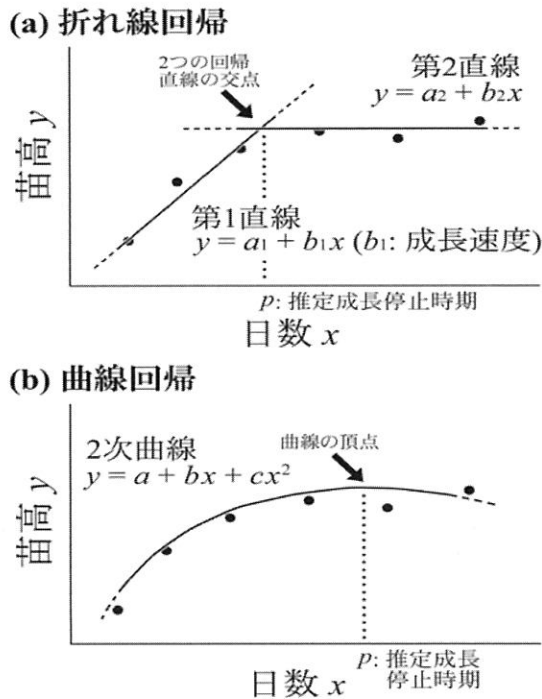 (a) 折れ線回帰
2つの回帰
直線の交点
第2直線
y = a₂ + b₂x
苗高 y
第1直線
y = a₁ + b₁x (b₁: 成長速度)
p: 推定成長停止時期
日数 x
(b) 曲線回帰
2次曲線
y = a + bx + cx²
曲線の頂点
苗高 y
p: 推定成長
停止時期
日数 x